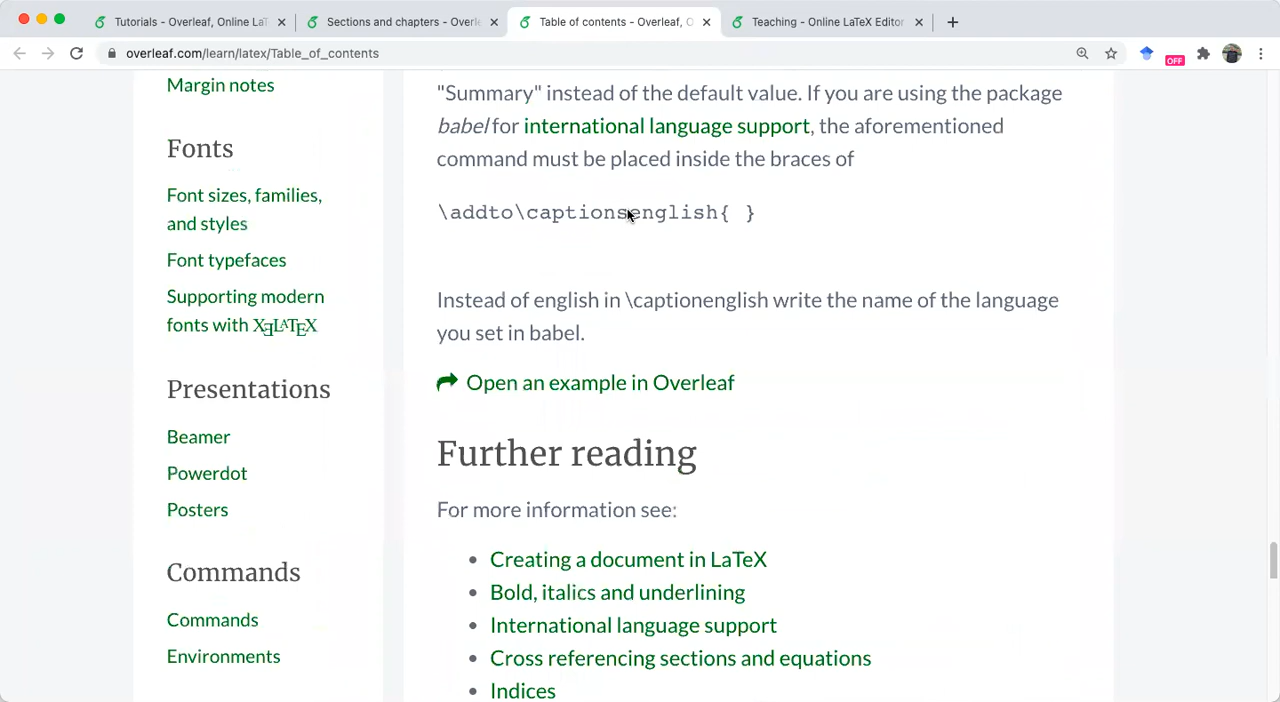 Tutorials - Overleaf, Online LaT
Sections and chapters - Overle
Table of contents - Overleaf, O
Teaching - Online LaTeX Editor
overleaf.com/learn/latex/Table_of_contents
OFF
Margin notes
Fonts
Font sizes, families,
and styles
Font typefaces
Supporting modern
fonts with XƎLATEX
Presentations
Beamer
Powerdot
Posters
Commands
Commands
Environments
"Summary" instead of the default value. If you are using the package
babel for international language support, the aforementioned
command must be placed inside the braces of
\addto\captionsenglish{ }
Instead of english in \captionenglish write the name of the language
you set in babel.
Open an example in Overleaf
Further reading
For more information see:
• Creating a document in LaTeX
• Bold, italics and underlining
• International language support
• Cross referencing sections and equations
• Indices